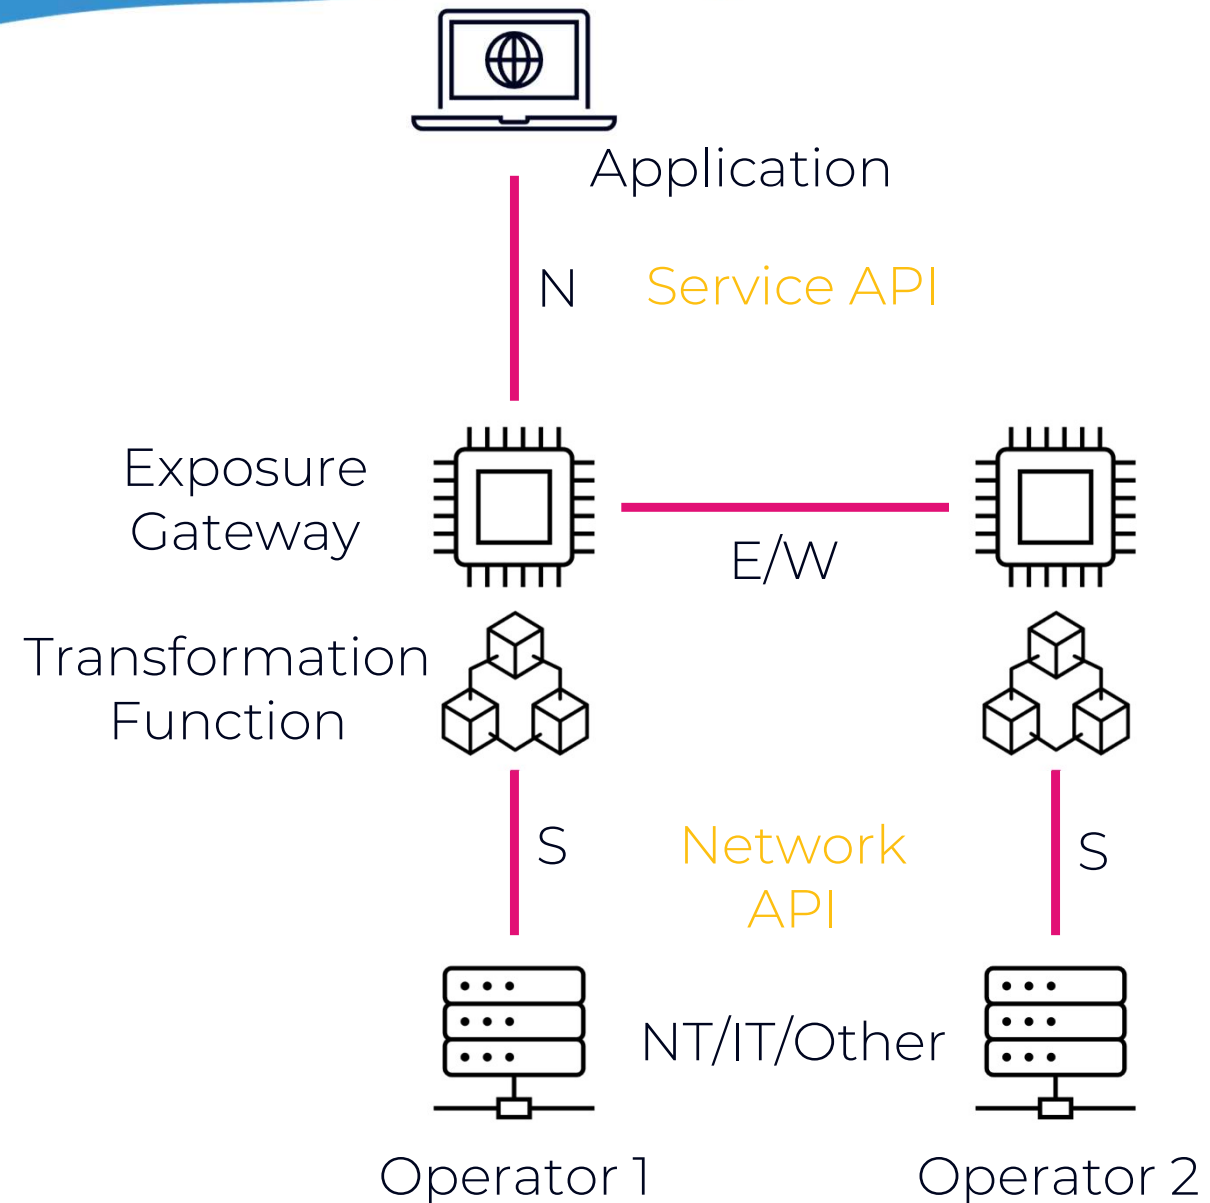 Application
N
Service API
Exposure
Gateway
E/W
Transformation
Function
S
Network
API
S
NT/IT/Other
Operator 1
Operator 2